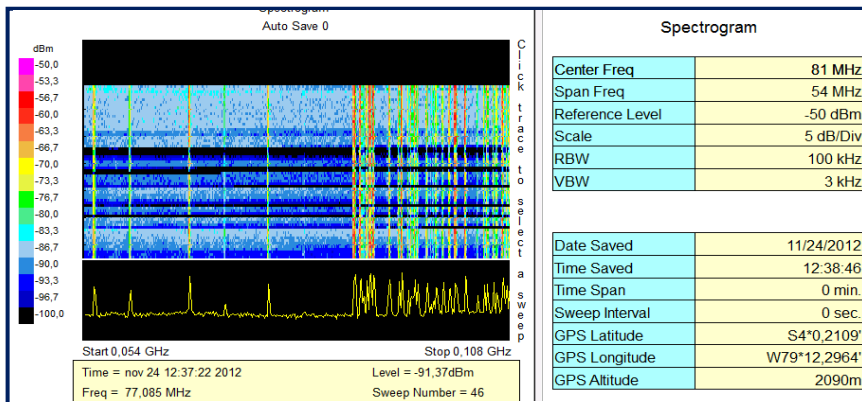 Spectrogram
Auto Save 0
dBm
-50,0
-53,3
-56,7
-60,0
-63,3
-66,7
-70,0
-73,3
-76,7
-80,0
-83,3
-86,7
-90,0
-93,3
-96,7
-100,0
Click trace to select a sweep
Start 0,054 GHz Stop 0,108 GHz
Time = nov 24 12:37:22 2012 Level = -91,37dBm
Freq = 77,085 MHz Sweep Number = 46
Spectrogram
Center Freq 81 MHz
Span Freq 54 MHz
Reference Level -50 dBm
Scale 5 dB/Div
RBW 100 kHz
VBW 3 kHz
Date Saved 11/24/2012
Time Saved 12:38:46
Time Span 0 min.
Sweep Interval 0 sec.
GPS Latitude S4*0,2109'
GPS Longitude W79*12,2964'
GPS Altitude 2090m